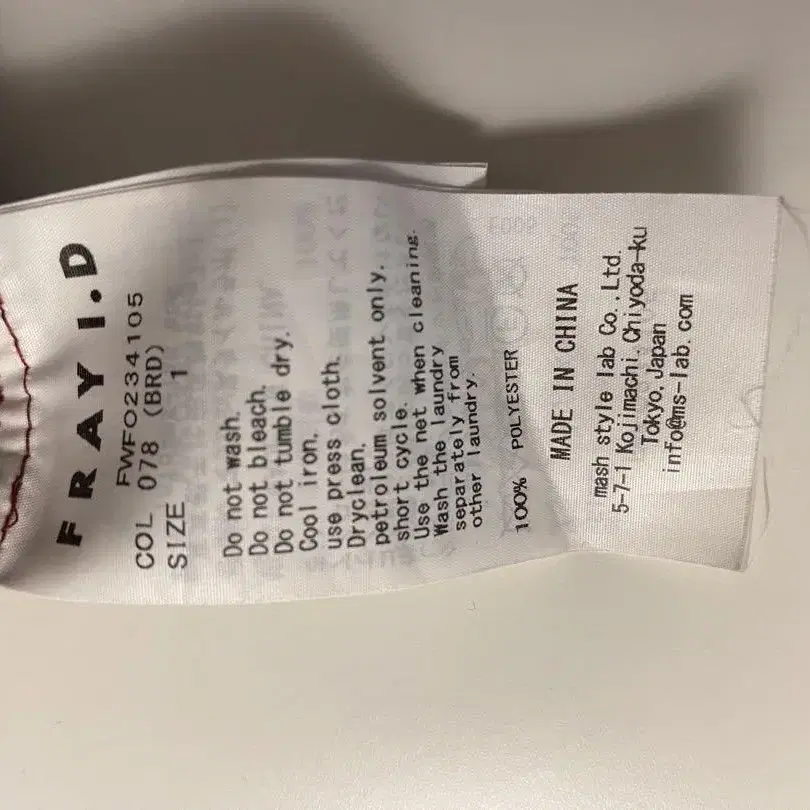 FRAY I.D
FWFO234105
COL 078 (BRD)
SIZE 1
Do not wash.
Do not bleach.
Do not tumble dry.
Cool iron.
use press cloth.
Dryclean.
petroleum solvent only.
short cycle.
Use the net when cleaning.
Wash the laundry
separately from
other laundry.
100% POLYESTER
MADE IN CHINA
mash style lab Co.,Ltd.
5-7-1 Kojimachi.Chiyoda-ku
Tokyo.Japan
info@ms-lab.com